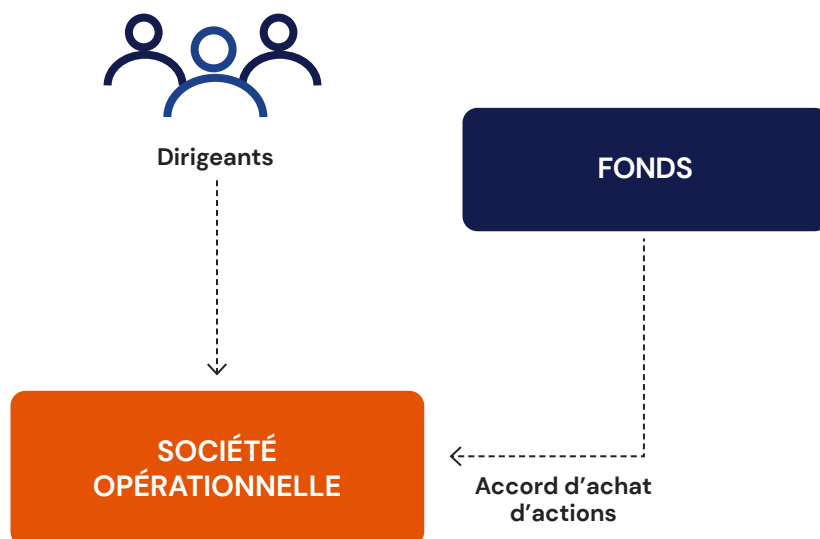 Dirigeants
FONDS
SOCIÉTÉ
OPÉRATIONNELLE
Accord d’achat
d’actions